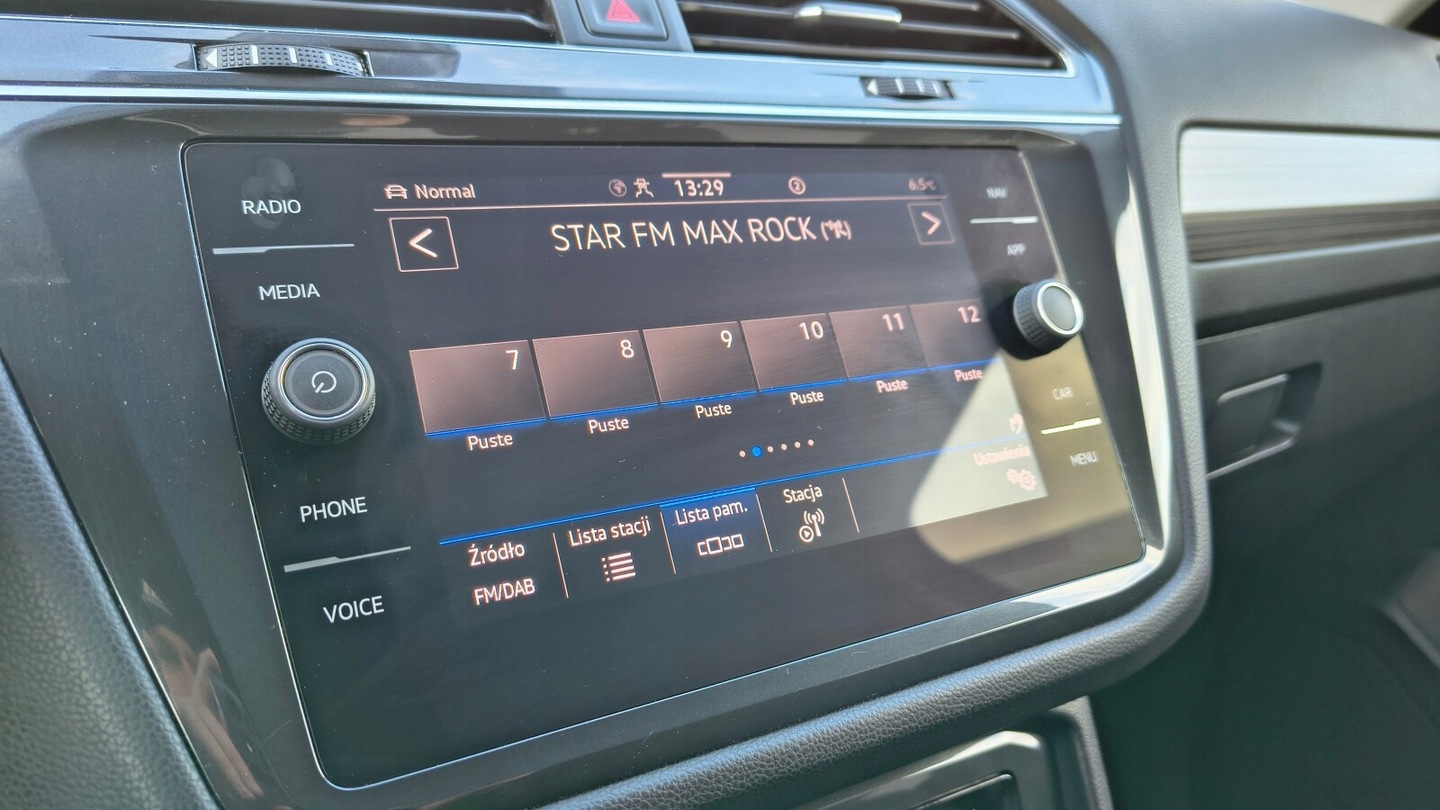 RADIO
MEDIA
PHONE
VOICE
Normal
13:29
2
6.5°C
<
STAR FM MAX ROCK
>
7 8 9 10 11 12
Puste Puste Puste Puste Puste Puste
Źródło
FM/DAB
Lista stacji
Lista pam.
Stacja
Ustawienia
NAV
APP
CAR
MENU